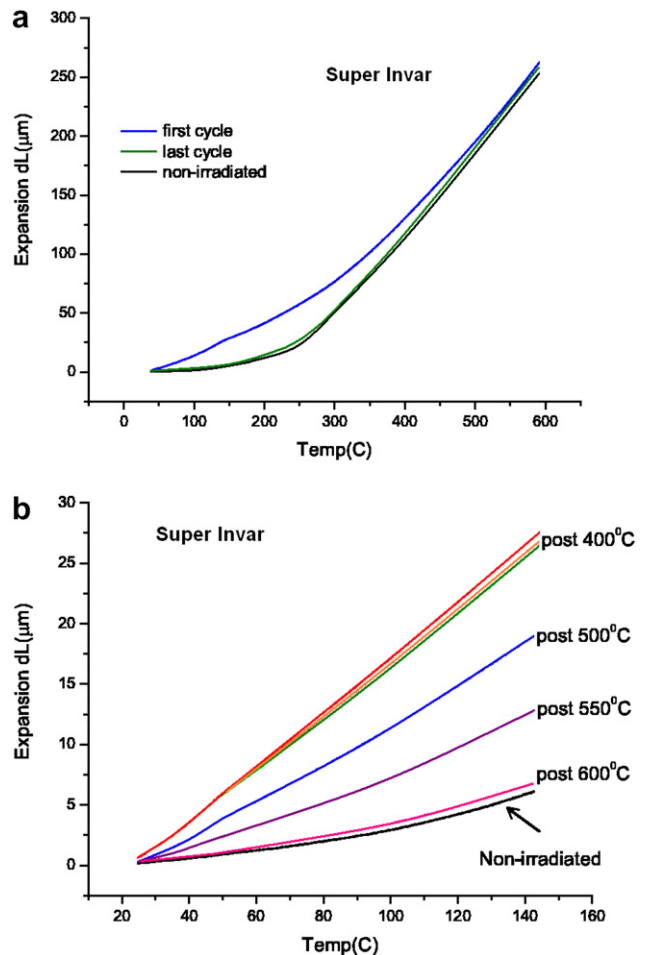 a
300
250
200
150
100
50
0
Expansion dL(μm)
Super Invar
first cycle
last cycle
non-irradiated
0 100 200 300 400 500 600
Temp(C)
b
30
25
20
15
10
5
0
Expansion dL(μm)
Super Invar
post 400⁰C
post 500⁰C
post 550⁰C
post 600⁰C
Non-irradiated
20 40 60 80 100 120 140 160
Temp(C)